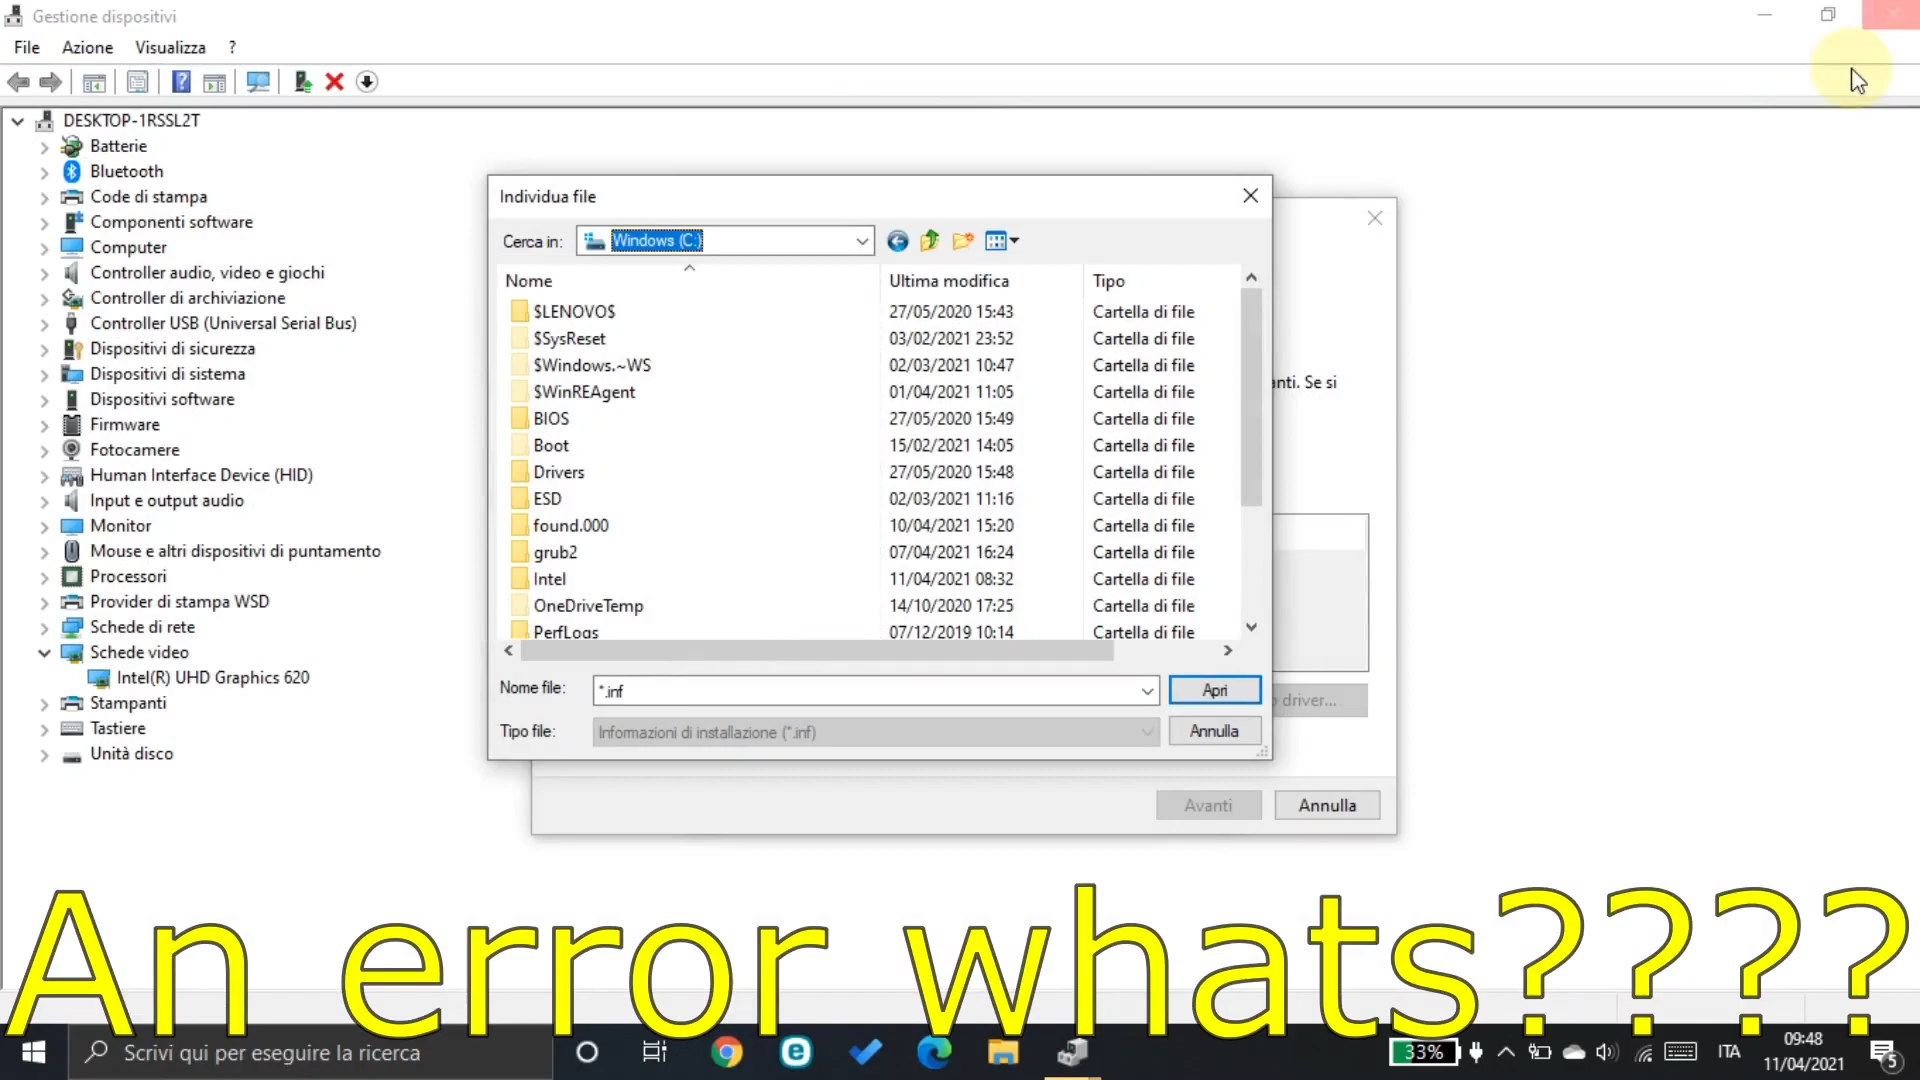 Gestione dispositivi
File Azione Visualizza ?
DESKTOP-1RSSL2T
Batterie
Bluetooth
Code di stampa
Componenti software
Computer
Controller audio, video e giochi
Controller di archiviazione
Controller USB (Universal Serial Bus)
Dispositivi di sicurezza
Dispositivi di sistema
Dispositivi software
Firmware
Fotocamere
Human Interface Device (HID)
Input e output audio
Monitor
Mouse e altri dispositivi di puntamento
Processori
Provider di stampa WSD
Schede di rete
Schede video
Intel(R) UHD Graphics 620
Stampanti
Tastiere
Unità disco
Individua file
Cerca in: Windows (C:)
Nome Ultima modifica Tipo
$LENOVO$ 27/05/2020 15:43 Cartella di file
$SysReset 03/02/2021 23:52 Cartella di file
$Windows.~WS 02/03/2021 10:47 Cartella di file
$WinREAgent 01/04/2021 11:05 Cartella di file
BIOS 27/05/2020 15:49 Cartella di file
Boot 15/02/2021 14:05 Cartella di file
Drivers 27/05/2020 15:48 Cartella di file
ESD 02/03/2021 11:16 Cartella di file
found.000 10/04/2021 15:20 Cartella di file
grub2 07/04/2021 16:24 Cartella di file
Intel 11/04/2021 08:32 Cartella di file
OneDriveTemp 14/10/2020 17:25 Cartella di file
PerfLogs 07/12/2019 10:14 Cartella di file
Nome file: *.inf Apri
Tipo file: Informazioni di installazione (*.inf) Annulla
Se si
driver...
Avanti Annulla
An error whats????
Scrivi qui per eseguire la ricerca
33%
ITA
09:48
11/04/2021
5